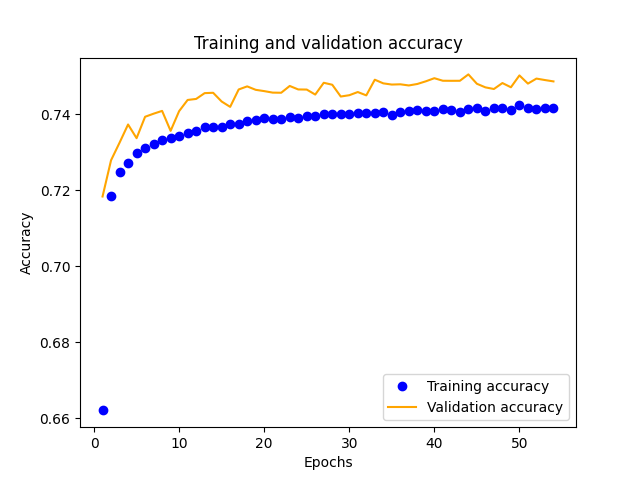 Training and validation accuracy
Accuracy
0.74
0.72
0.70
0.68
0.66
Training accuracy
Validation accuracy
0
10
20
30
40
50
Epochs